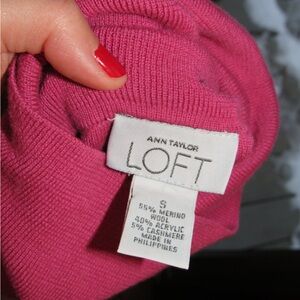 ANN TAYLOR
LOFT
S
55% MERINO
WOOL
40% ACRYLIC
5% CASHMERE
MADE IN
PHILIPPINES